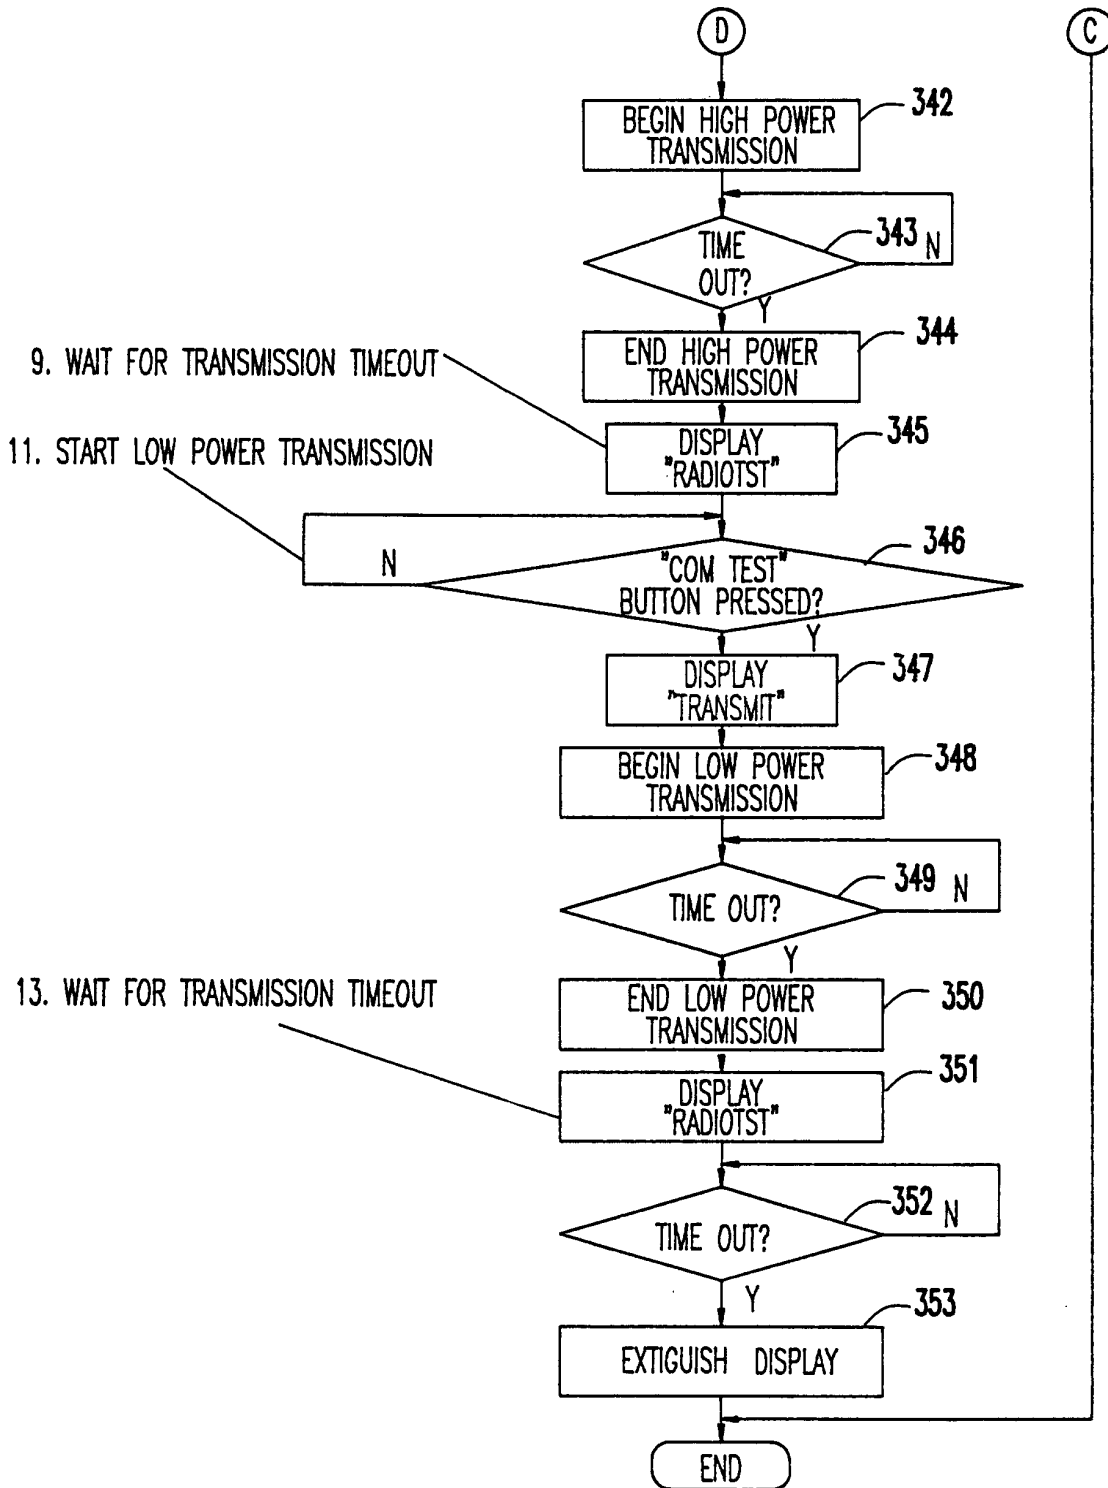 D
C
BEGIN HIGH POWER
TRANSMISSION
342
TIME
OUT?
343
N
Y
END HIGH POWER
TRANSMISSION
344
9. WAIT FOR TRANSMISSION TIMEOUT
DISPLAY
"RADIOTST"
345
11. START LOW POWER TRANSMISSION
"COM TEST"
BUTTON PRESSED?
346
N
Y
DISPLAY
"TRANSMIT"
347
BEGIN LOW POWER
TRANSMISSION
348
TIME OUT?
349
N
Y
13. WAIT FOR TRANSMISSION TIMEOUT
END LOW POWER
TRANSMISSION
350
DISPLAY
"RADIOTST"
351
TIME OUT?
352
N
Y
EXTIGUISH DISPLAY
353
END